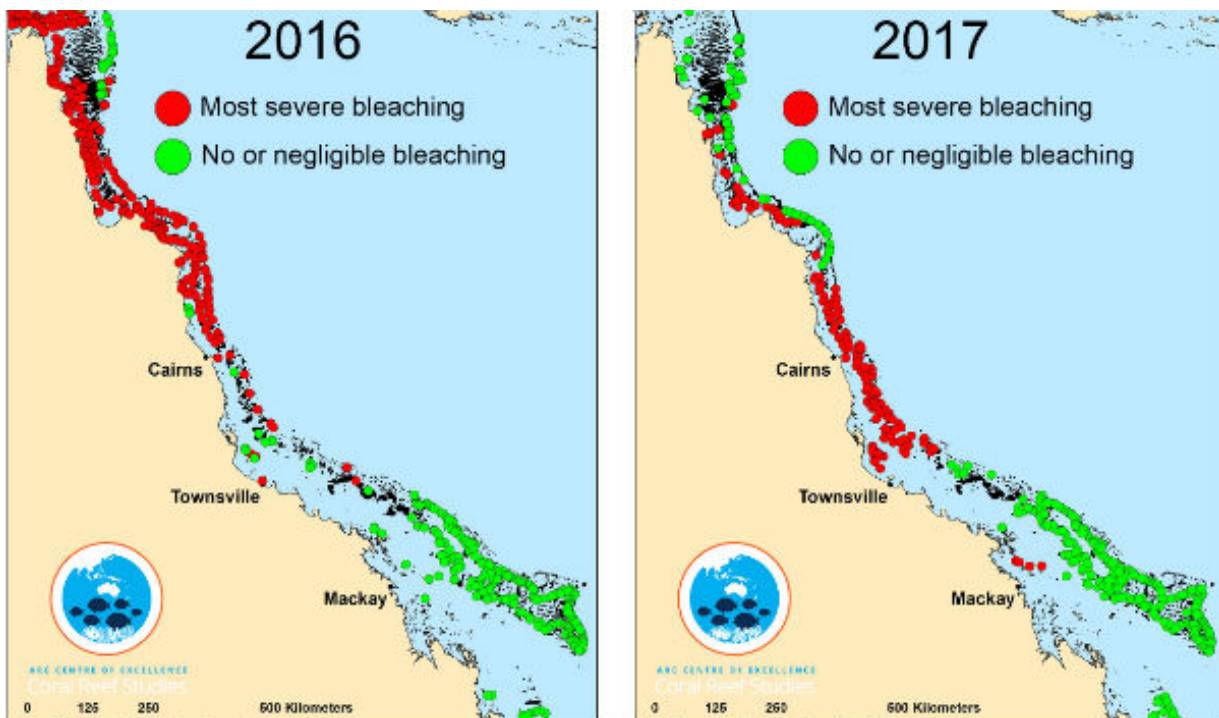 2016
Most severe bleaching
No or negligible bleaching
Cairns
Townsville
Mackay
ARC CENTRE OF EXCELLENCE
Coral Reef Studies
0 125 250 500 Kilometers
2017
Most severe bleaching
No or negligible bleaching
Cairns
Townsville
Mackay
ARC CENTRE OF EXCELLENCE
Coral Reef Studies
0 125 250 500 Kilometers